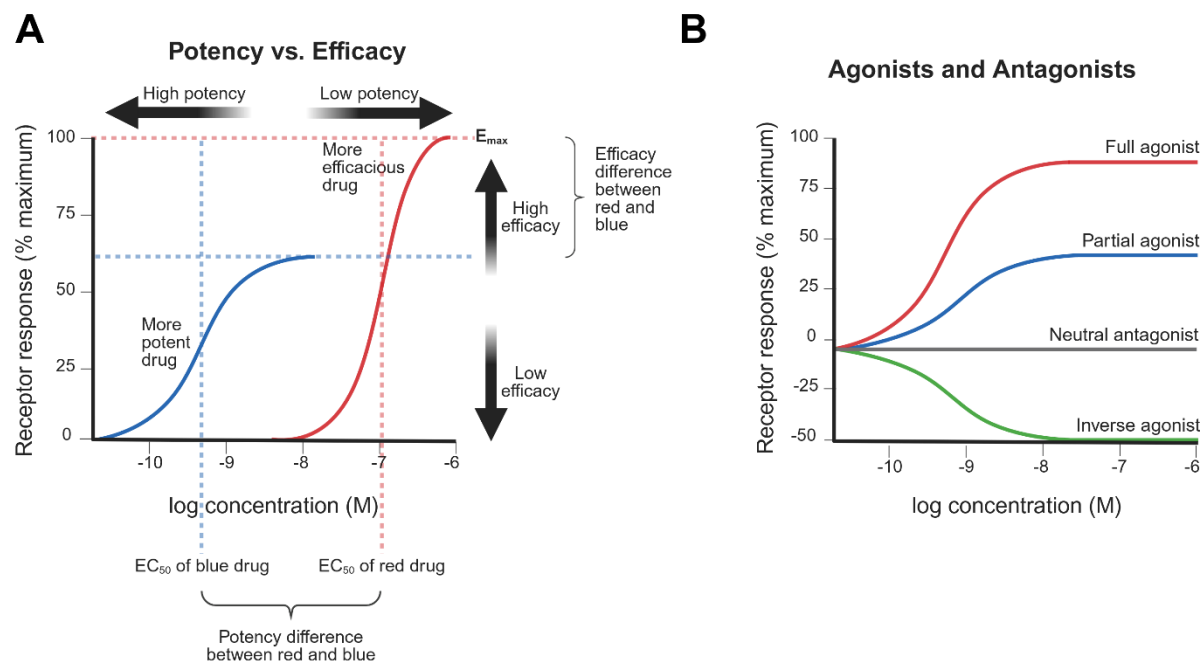 A
Potency vs. Efficacy
High potency
Low potency
Receptor response (% maximum)
100
75
50
25
0
More
efficacious
drug
More
potent
drug
E_max
High
efficacy
Low
efficacy
Efficacy
difference
between
red and
blue
-10
-9
-8
-7
-6
log concentration (M)
EC₅₀ of blue drug
EC₅₀ of red drug
Potency difference
between red and blue
B
Agonists and Antagonists
Receptor response (% maximum)
100
75
50
25
0
-25
-50
Full agonist
Partial agonist
Neutral antagonist
Inverse agonist
-10
-9
-8
-7
-6
log concentration (M)